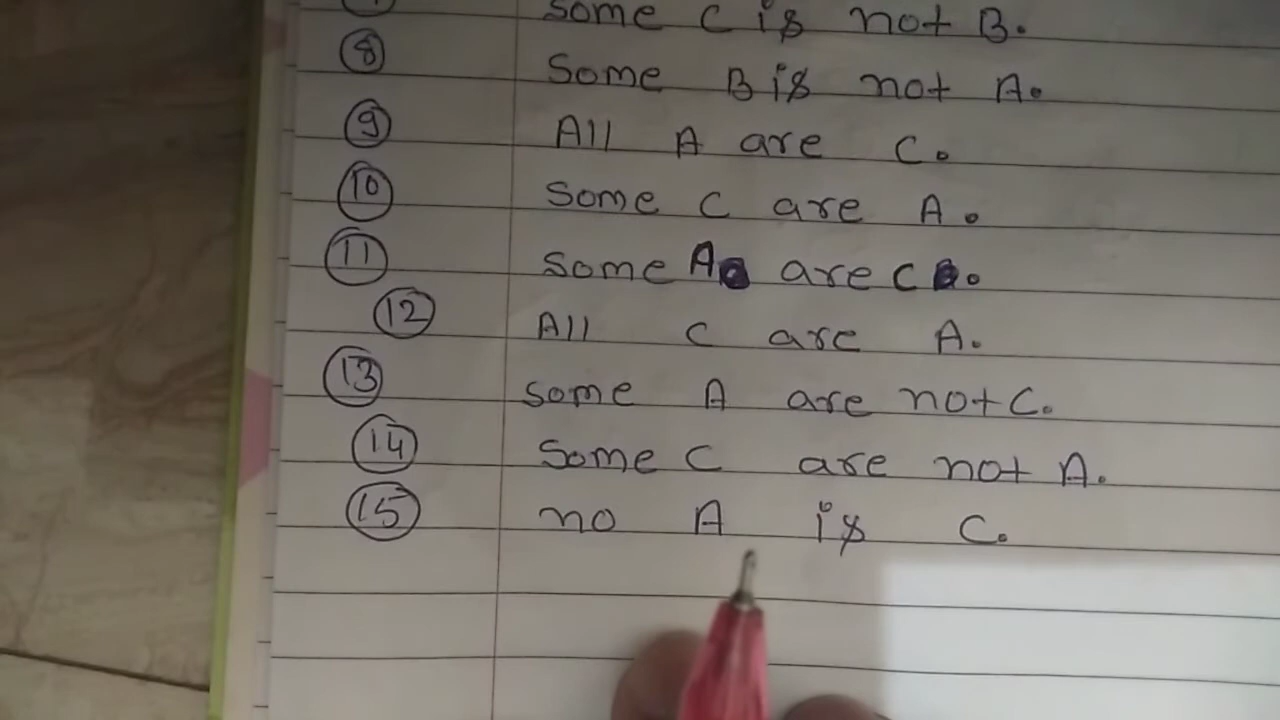 Some C is not B.
8 Some B is not A.
9 All A are C.
10 Some C are A.
11 Some A are C.
12 All C are A.
13 Some A are not C.
14 Some C are not A.
15 no A is C.